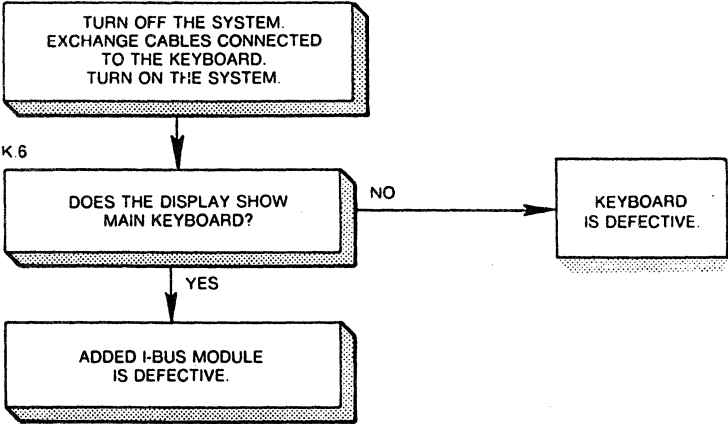 TURN OFF THE SYSTEM.
EXCHANGE CABLES CONNECTED
TO THE KEYBOARD.
TURN ON THE SYSTEM.
K.6
DOES THE DISPLAY SHOW
MAIN KEYBOARD?
NO
KEYBOARD
IS DEFECTIVE.
YES
ADDED I-BUS MODULE
IS DEFECTIVE.